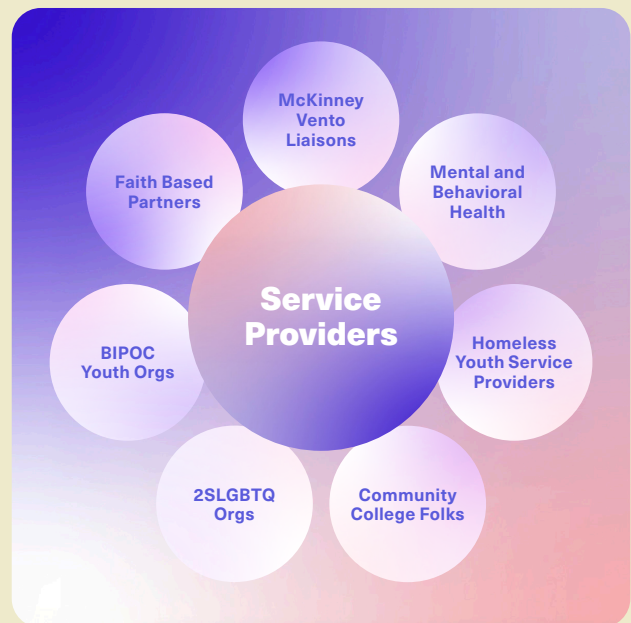 McKinney
Vento
Liaisons
Mental and
Behavioral
Health
Faith Based
Partners
Service
Providers
Homeless
Youth Service
Providers
BIPOC
Youth Orgs
2SLGBTQ
Orgs
Community
College Folks